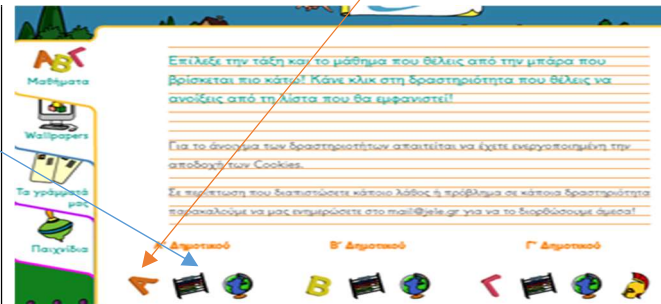 ΑΒΓ
Μαθήματα
Wallpapers
Τα γράμματά
μας
Παιχνίδια
Επίλεξε την τάξη και το μάθημα που θέλεις από την μπάρα που
βρίσκεται πιο κάτω! Κάνε κλικ στη δραστηριότητα που θέλεις να
ανοίξεις από τη λίστα που θα εμφανιστεί!
Για το άνοιγμα των δραστηριοτήτων απαιτείται να έχετε ενεργοποιημένη την
αποδοχή των Cookies.
Σε περίπτωση που διαπιστώσετε κάποιο λάθος ή πρόβλημα σε κάποια δραστηριότητα
παρακαλούμε να μας ενημερώσετε στο mail@jele.gr για να το διορθώσουμε άμεσα!
Α' Δημοτικού Β' Δημοτικού Γ' Δημοτικού
Α Β Γ